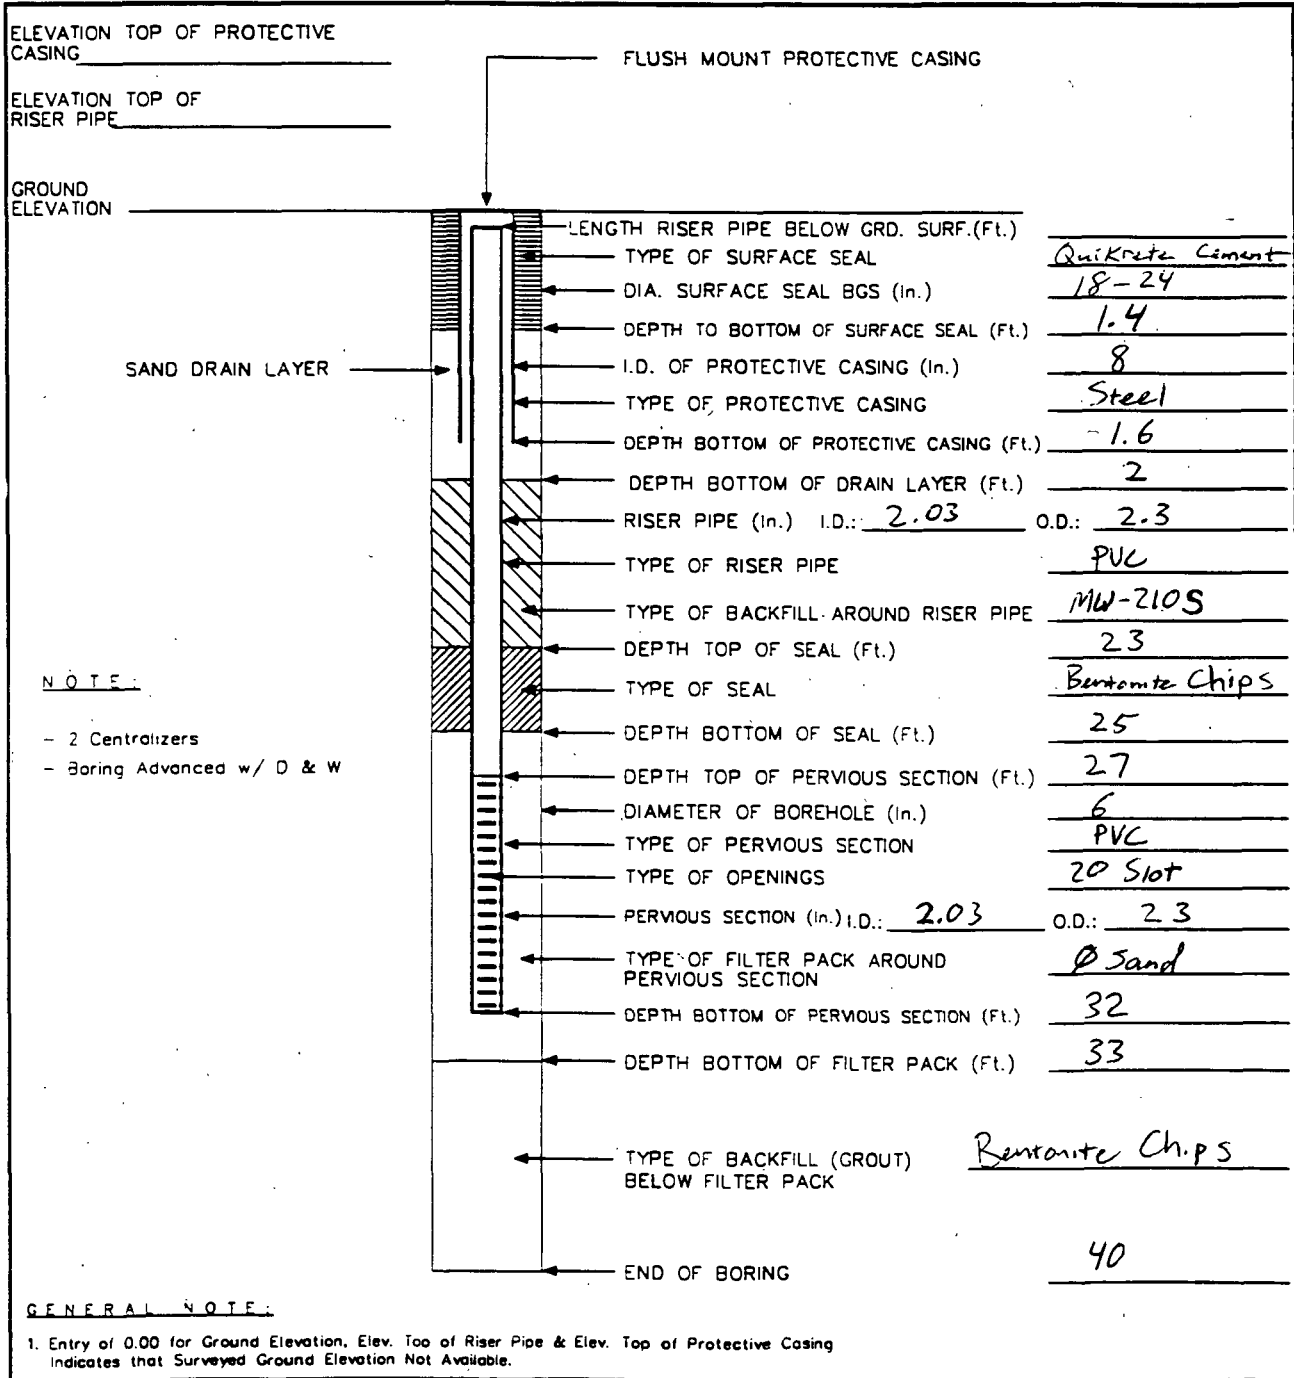 ELEVATION TOP OF PROTECTIVE
CASING
FLUSH MOUNT PROTECTIVE CASING
ELEVATION TOP OF
RISER PIPE
GROUND
ELEVATION
LENGTH RISER PIPE BELOW GRD. SURF.(Ft.)
TYPE OF SURFACE SEAL Quikrete Cement
DIA. SURFACE SEAL BGS (In.) 18-24
DEPTH TO BOTTOM OF SURFACE SEAL (Ft.) 1.4
SAND DRAIN LAYER
I.D. OF PROTECTIVE CASING (In.) 8
TYPE OF PROTECTIVE CASING Steel
DEPTH BOTTOM OF PROTECTIVE CASING (Ft.) -1.6
DEPTH BOTTOM OF DRAIN LAYER (Ft.) 2
RISER PIPE (In.) I.D.: 2.03 O.D.: 2.3
TYPE OF RISER PIPE PVC
TYPE OF BACKFILL AROUND RISER PIPE MW-210S
DEPTH TOP OF SEAL (Ft.) 23
NOTE:
TYPE OF SEAL Bentonite Chips
DEPTH BOTTOM OF SEAL (Ft.) 25
- 2 Centralizers
- Boring Advanced w/ D & W
DEPTH TOP OF PERVIOUS SECTION (Ft.) 27
DIAMETER OF BOREHOLE (In.) 6
TYPE OF PERVIOUS SECTION PVC
TYPE OF OPENINGS 20 Slot
PERVIOUS SECTION (In.) I.D.: 2.03 O.D.: 2 3
TYPE OF FILTER PACK AROUND
PERVIOUS SECTION Ø Sand
DEPTH BOTTOM OF PERVIOUS SECTION (Ft.) 32
DEPTH BOTTOM OF FILTER PACK (Ft.) 33
TYPE OF BACKFILL (GROUT)
BELOW FILTER PACK Bentonite Chips
END OF BORING 40
GENERAL NOTE:
1. Entry of 0.00 for Ground Elevation, Elev. Top of Riser Pipe & Elev. Top of Protective Casing
Indicates that Surveyed Ground Elevation Not Available.